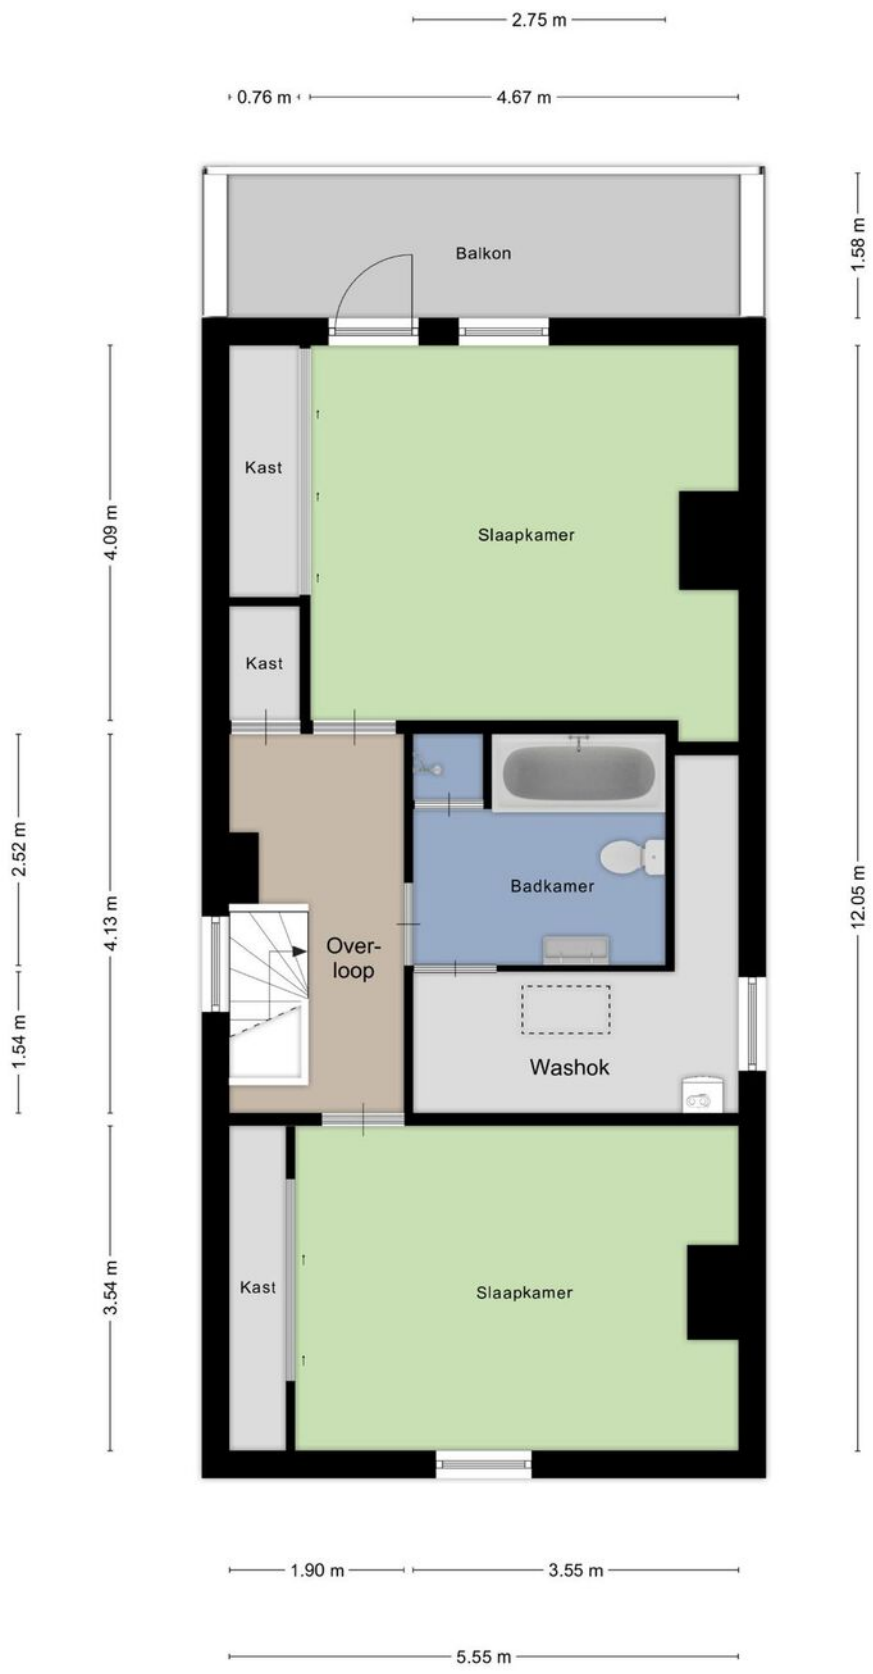 2.75 m
0.76 m
4.67 m
1.58 m
Balkon
Kast
Slaapkamer
4.09 m
Kast
2.52 m
Badkamer
12.05 m
4.13 m
Over-
loop
1.54 m
Washok
3.54 m
Kast
Slaapkamer
1.90 m
3.55 m
5.55 m